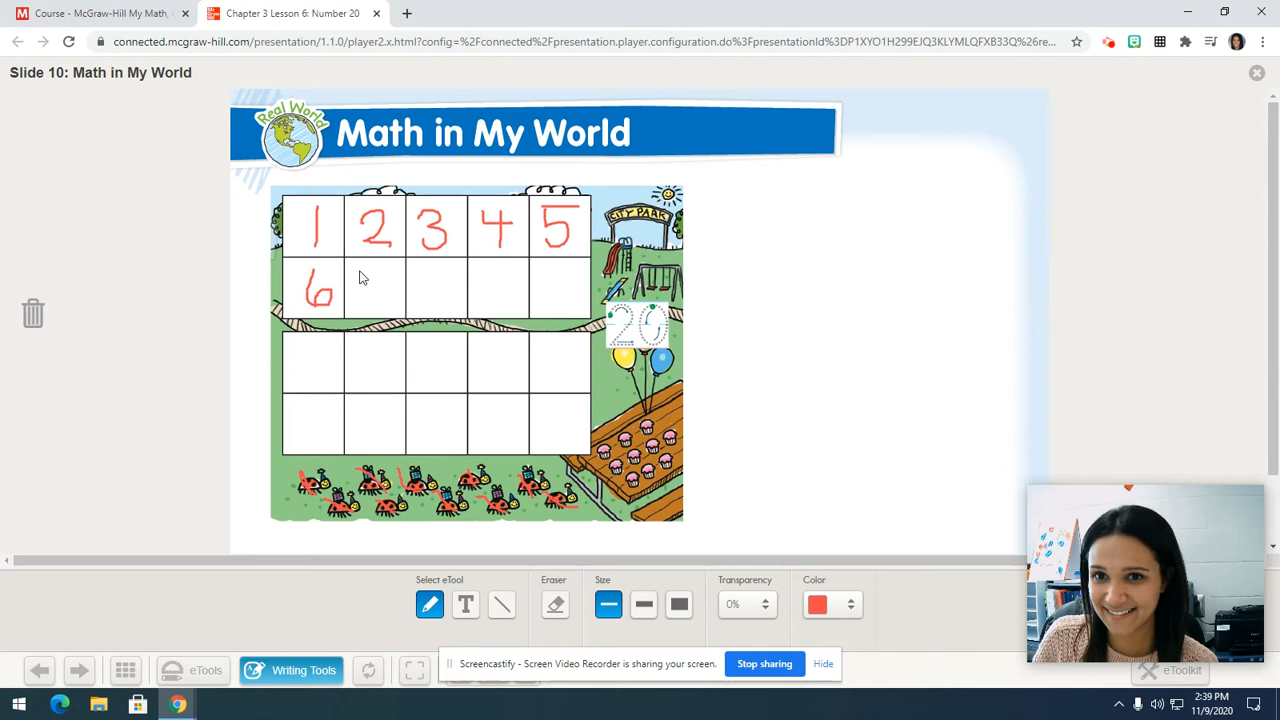 Course - McGraw-Hill My Math,
Chapter 3 Lesson 6: Number 20
connected.mcgraw-hill.com/presentation/1.1.0/player2.x.html?config=%2Fconnected%2Fpresentation.player.configuration.do%3FpresentationId%3DP1XYO1H299EJQ3KLYMLQFXB33Q%26re...
Slide 10: Math in My World
Real World
Math in My World
CITY PARK
1 2 3 4 5
6
20
Select eTool
Eraser
Size
Transparency
Color
0%
Screencastify - Screen Video Recorder is sharing your screen.
Stop sharing
Hide
eTools
Writing Tools
eToolkit
2:39 PM
11/9/2020